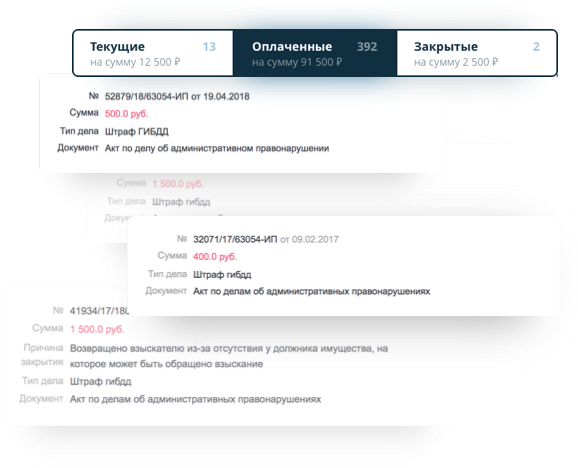 Текущие 13
на сумму 12 500 ₽
Оплаченные 392
на сумму 91 500 ₽
Закрытые 2
на сумму 2 500 ₽
№ 52879/18/63054-ИП от 19.04.2018
Сумма 500.0 руб.
Тип дела Штраф ГИБДД
Документ Акт по делу об административном правонарушении
Сумма 1 500.0 руб.
Тип дела Штраф гибдд
№ 32071/17/63054-ИП от 09.02.2017
Сумма 400.0 руб.
Тип дела Штраф гибдд
Документ Акт по делам об административных правонарушениях
№ 41934/17/180
Сумма 1 500.0 руб.
Причина Возвращено взыскателю из-за отсутствия у должника имущества, на
закрытия которое может быть обращено взыскание
Тип дела Штраф гибдд
Документ Акт по делам об административных правонарушениях